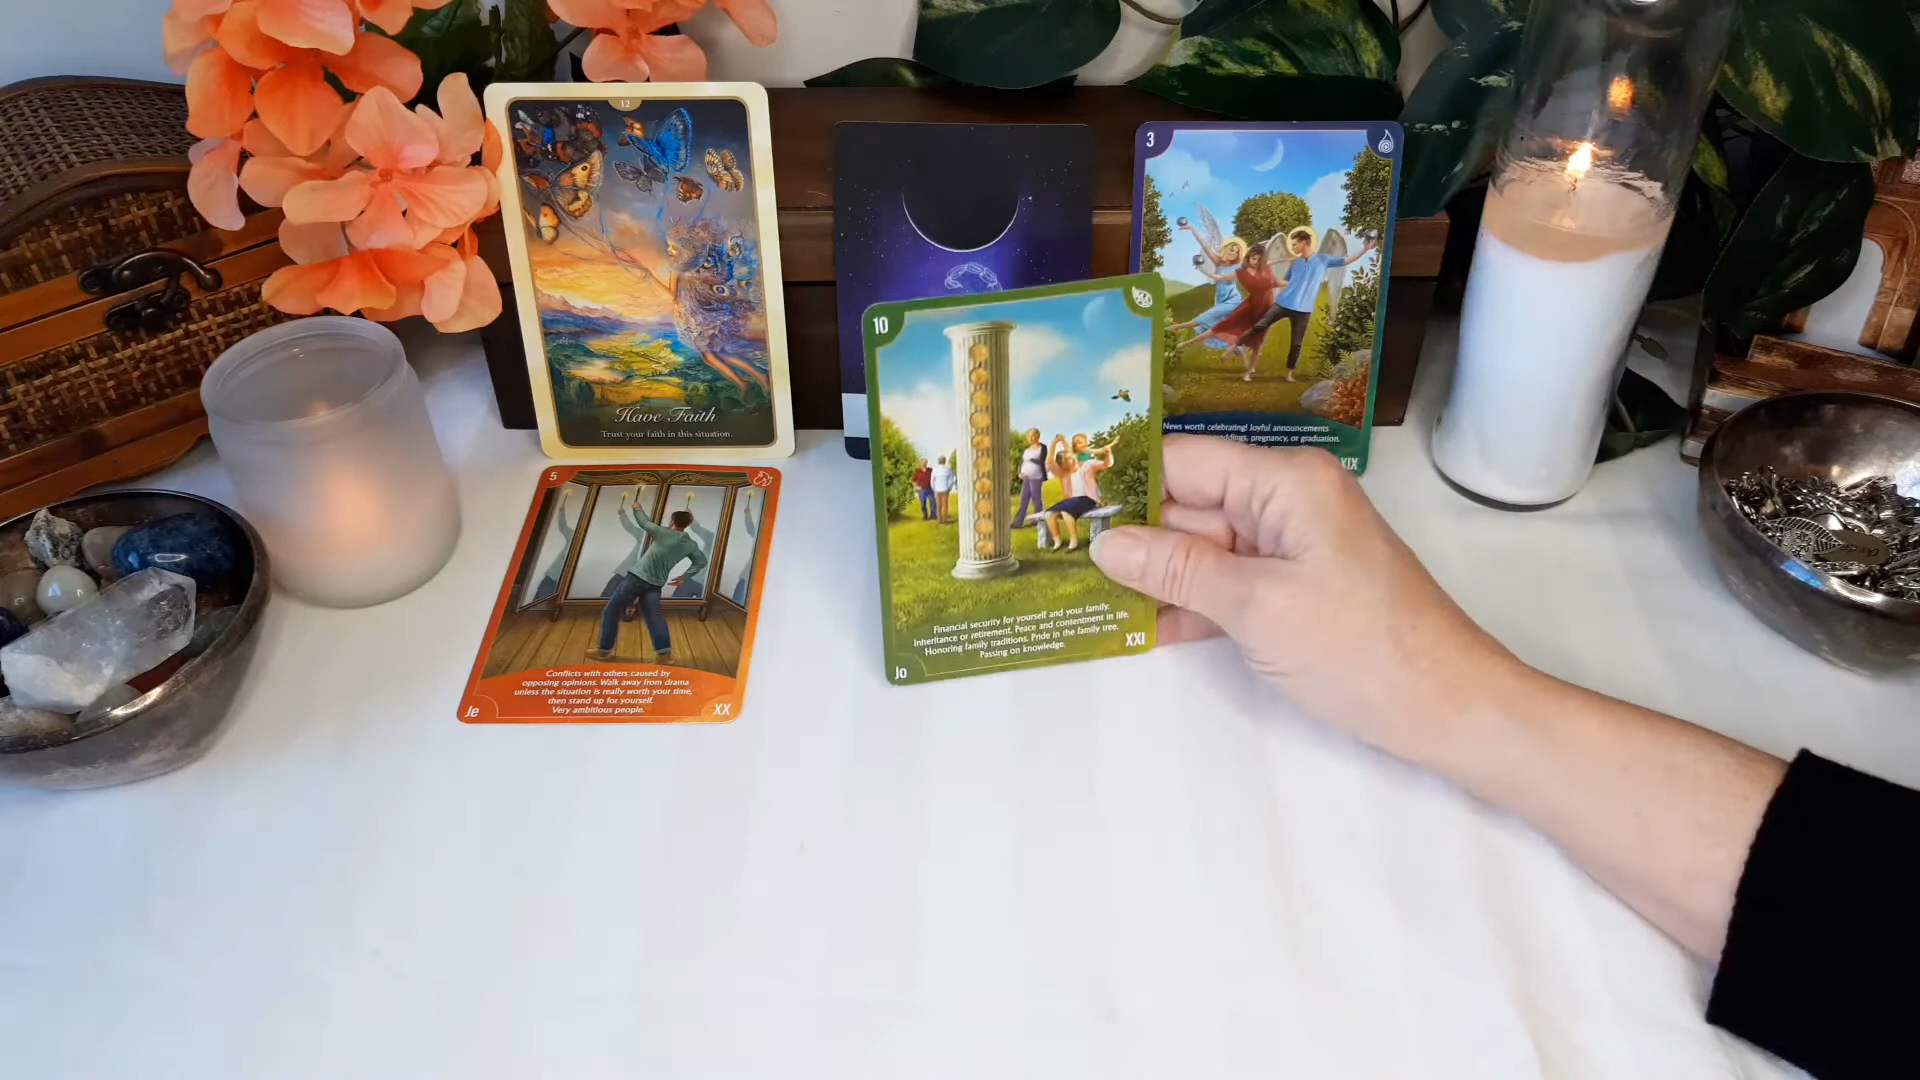 12
Have Faith
Trust your faith in this situation.
3
News worth celebrating! Joyful announcements
weddings, pregnancy, or graduation.
XIX
5
Conflicts with others caused by
opposing opinions. Walk away from drama
unless the situation is really worth your time,
then stand up for yourself.
Very ambitious people.
Je
XX
10
Financial security for yourself and your family.
Inheritance or retirement. Peace and contentment in life.
Honoring family traditions. Pride in the family tree.
Passing on knowledge.
Jo
XXI